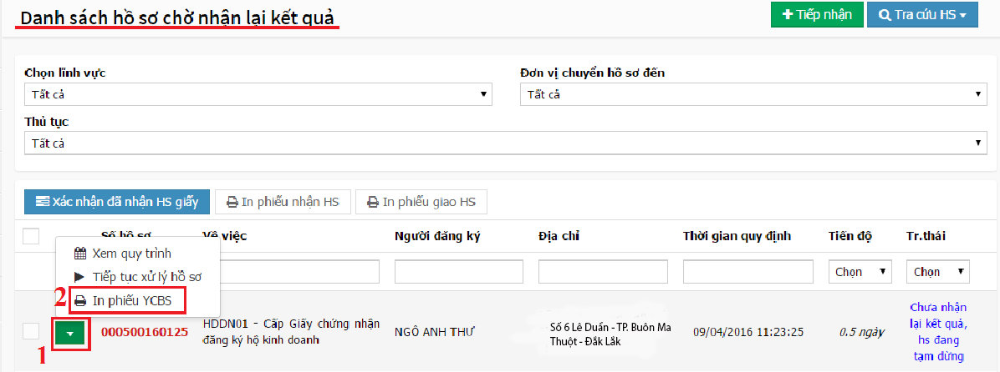 Danh sách hồ sơ chờ nhận lại kết quả
Tiếp nhận
Tra cứu HS
Chọn lĩnh vực
Đơn vị chuyển hồ sơ đến
Tất cả
Tất cả
Thủ tục
Tất cả
Xác nhận đã nhận HS giấy
In phiếu nhận HS
In phiếu giao HS
Số hồ sơ
Về việc
Người đăng ký
Địa chỉ
Thời gian quy định
Tiến độ
Tr.thái
Xem quy trình
Tiếp tục xử lý hồ sơ
Chọn
Chọn
2
In phiếu YCBS
1
000500160125
HDDN01 - Cấp Giấy chứng nhận
đăng ký hộ kinh doanh
NGÔ ANH THƯ
Số 6 Lê Duẩn - TP. Buôn Ma
Thuột - Đắk Lắk
09/04/2016 11:23:25
0.5 ngày
Chưa nhận
lại kết quả,
hs đang
tạm dừng